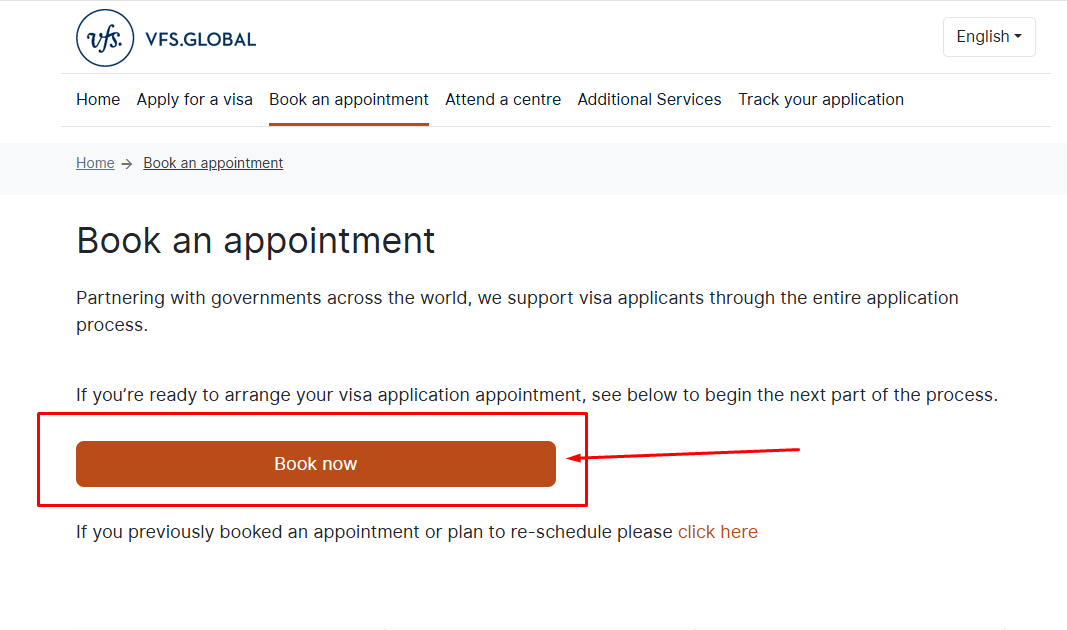 vfs. VFS.GLOBAL
English
Home Apply for a visa Book an appointment Attend a centre Additional Services Track your application
Home → Book an appointment
Book an appointment
Partnering with governments across the world, we support visa applicants through the entire application
process.
If you’re ready to arrange your visa application appointment, see below to begin the next part of the process.
Book now
If you previously booked an appointment or plan to re-schedule please click here